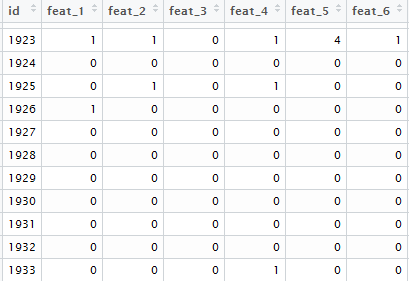 id feat_1 feat_2 feat_3 feat_4 feat_5 feat_6
1923 1 1 0 1 4 1
1924 0 0 0 0 0 0
1925 0 1 0 1 0 0
1926 1 0 0 0 0 0
1927 0 0 0 0 0 0
1928 0 0 0 0 0 0
1929 0 0 0 0 0 0
1930 0 0 0 0 0 0
1931 0 0 0 0 0 0
1932 0 0 0 0 0 0
1933 0 0 0 1 0 0